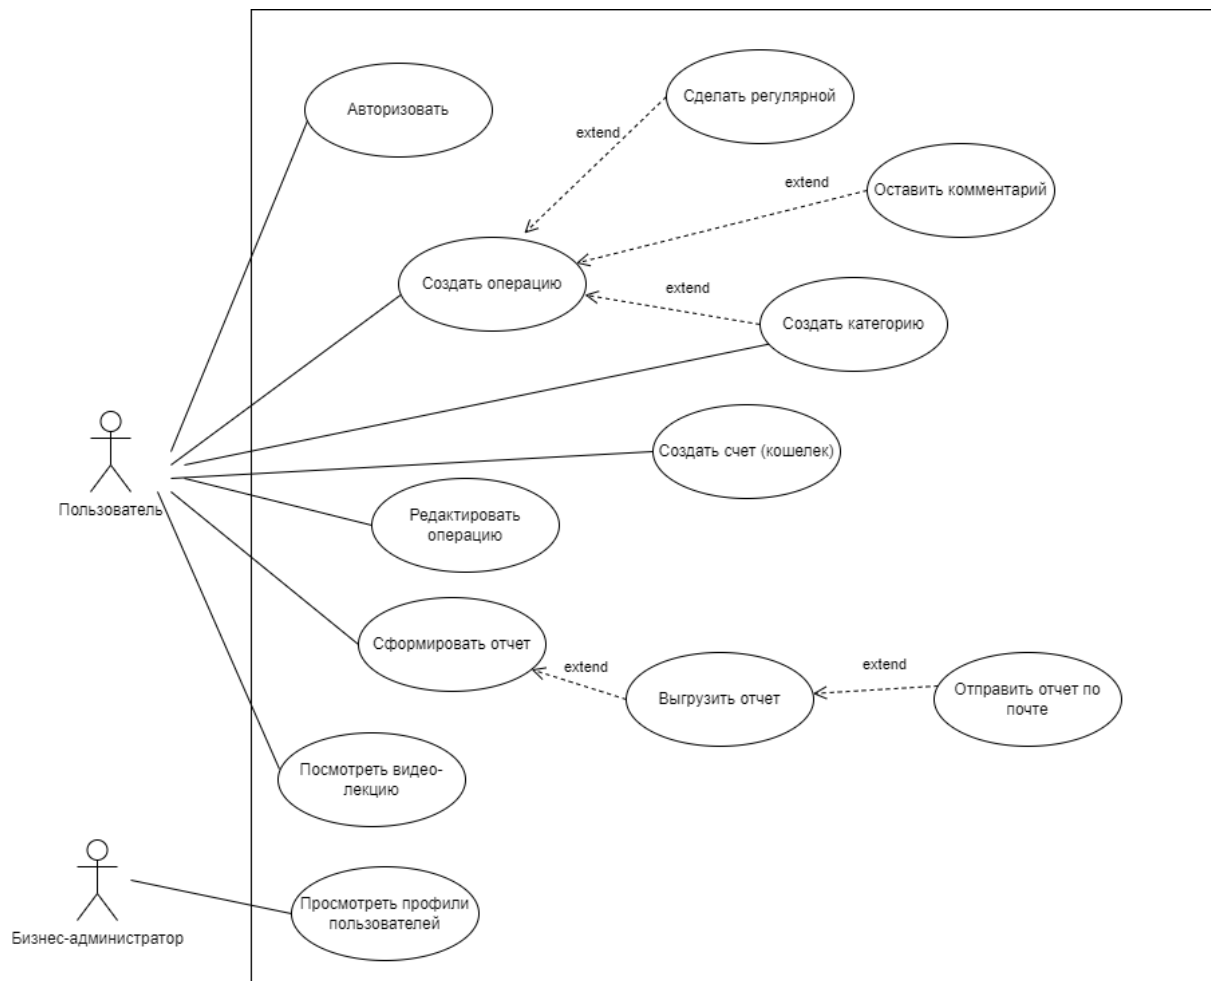 Авторизовать
Сделать регулярной
extend
extend
Оставить комментарий
Создать операцию
extend
Создать категорию
Создать счет (кошелек)
Пользователь
Редактировать
операцию
Сформировать отчет
extend
Выгрузить отчет
extend
Отправить отчет по
почте
Посмотреть видео-
лекцию
Бизнес-администратор
Просмотреть профили
пользователей